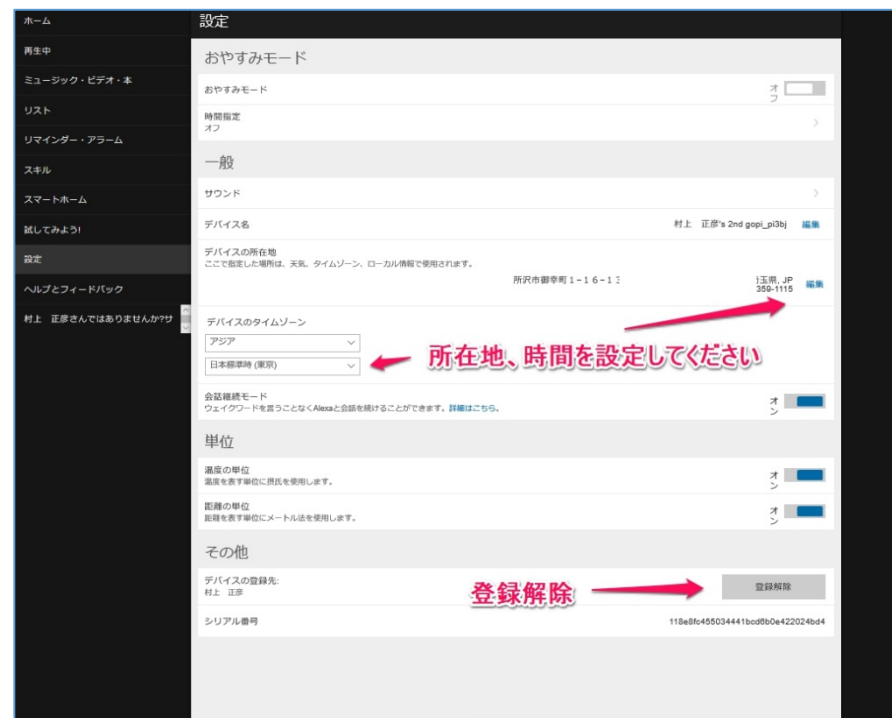 ホーム
再生中
ミュージック・ビデオ・本
リスト
リマインダー・アラーム
スキル
スマートホーム
試してみよう!
設定
ヘルプとフィードバック
村上 正彦さんではありませんか?サ
設定
おやすみモード
おやすみモード オフ
時間指定
オフ
一般
サウンド
デバイス名 村上 正彦's 2nd gopi_pi3bj 編集
デバイスの所在地
ここで指定した場所は、天気、タイムゾーン、ローカル情報で使用されます。
所沢市御幸町1-16-13 玉県, JP
359-1115 編集
デバイスのタイムゾーン
アジア
日本標準時 (東京)
所在地、時間を設定してください
会話継続モード
ウェイクワードを言うことなくAlexaと会話を続けることができます。詳細はこちら。
オン
単位
温度の単位
温度を表す単位に摂氏を使用します。
オン
距離の単位
距離を表す単位にメートル法を使用します。
オン
その他
デバイスの登録先:
村上 正彦
登録解除
登録解除
シリアル番号 118e8fc455034441bcd6b0e422024bd4